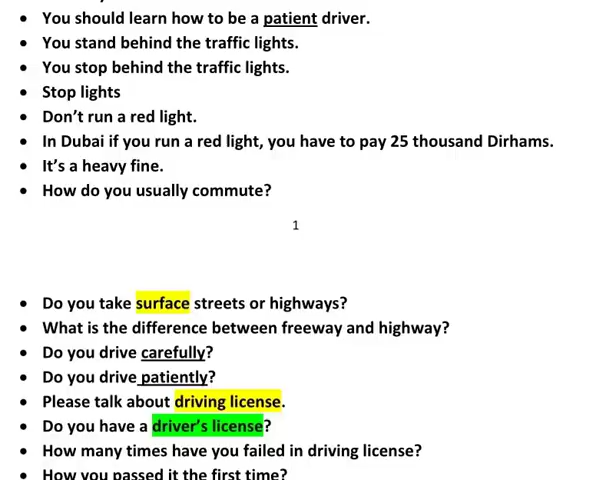 • You should learn how to be a patient driver.
• You stand behind the traffic lights.
• You stop behind the traffic lights.
• Stop lights
• Don’t run a red light.
• In Dubai if you run a red light, you have to pay 25 thousand Dirhams.
• It’s a heavy fine.
• How do you usually commute?
1
• Do you take surface streets or highways?
• What is the difference between freeway and highway?
• Do you drive carefully?
• Do you drive patiently?
• Please talk about driving license.
• Do you have a driver’s license?
• How many times have you failed in driving license?
• How you passed it the first time?